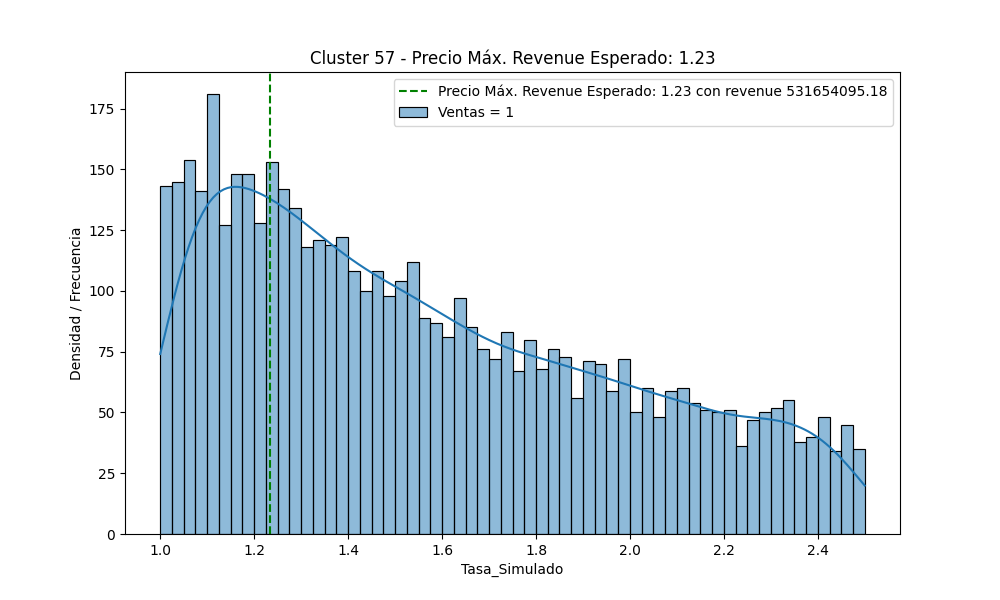 Cluster 57 - Precio Máx. Revenue Esperado: 1.23
Precio Máx. Revenue Esperado: 1.23 con revenue 531654095.18
Ventas = 1
Densidad / Frecuencia
175
150
125
100
75
50
25
0
1.0 1.2 1.4 1.6 1.8 2.0 2.2 2.4
Tasa_Simulado